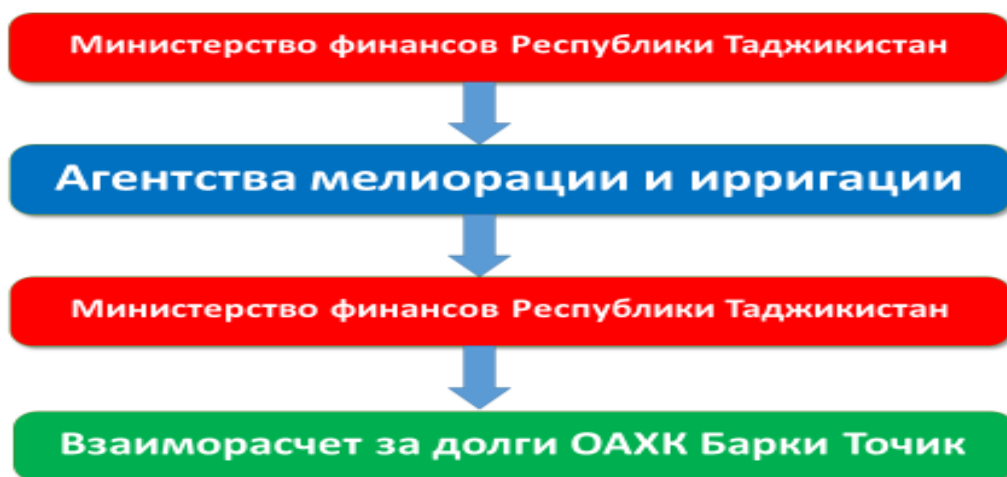 Министерство финансов Республики Таджикистан
Агентства мелиорации и ирригации
Министерство финансов Республики Таджикистан
Взаиморасчет за долги ОАХК Барки Точик